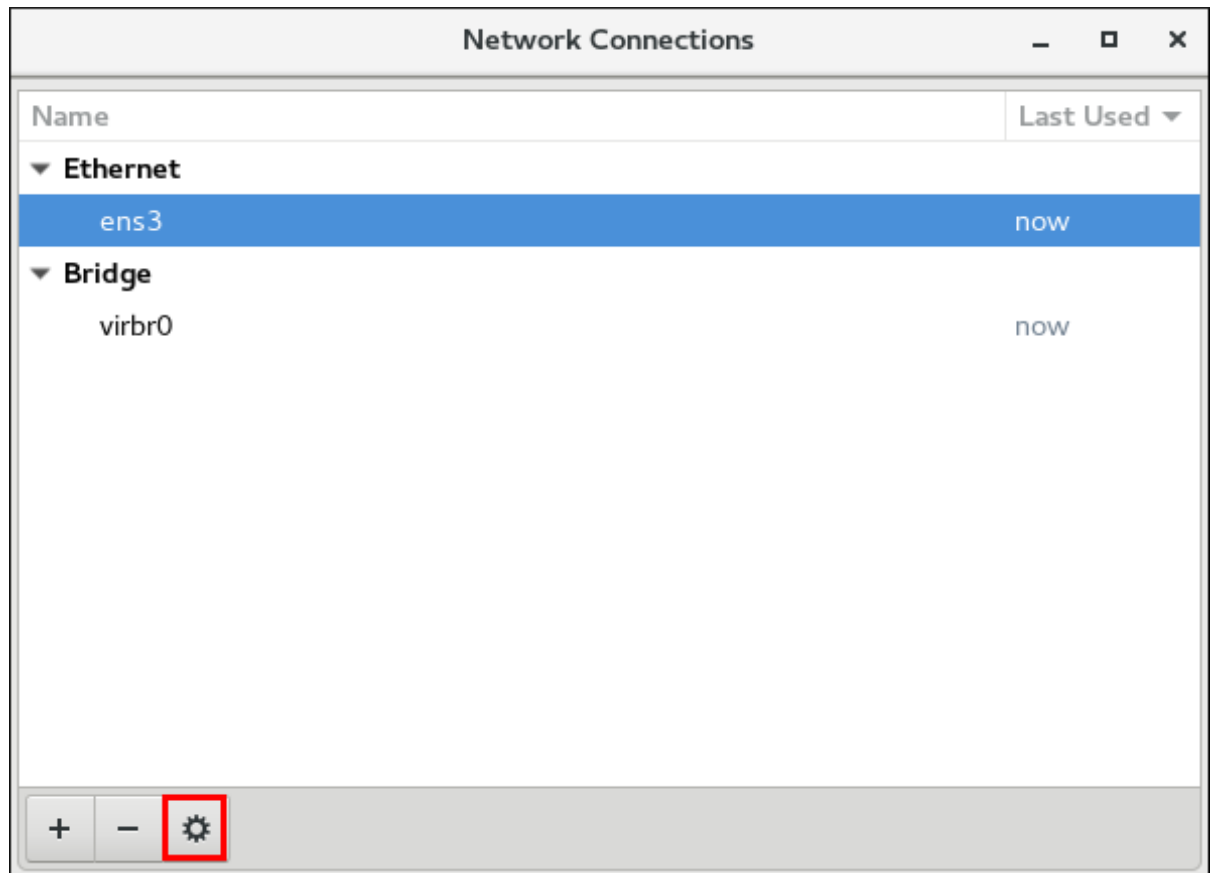 Network Connections
Name Last Used
Ethernet
ens3 now
Bridge
virbr0 now